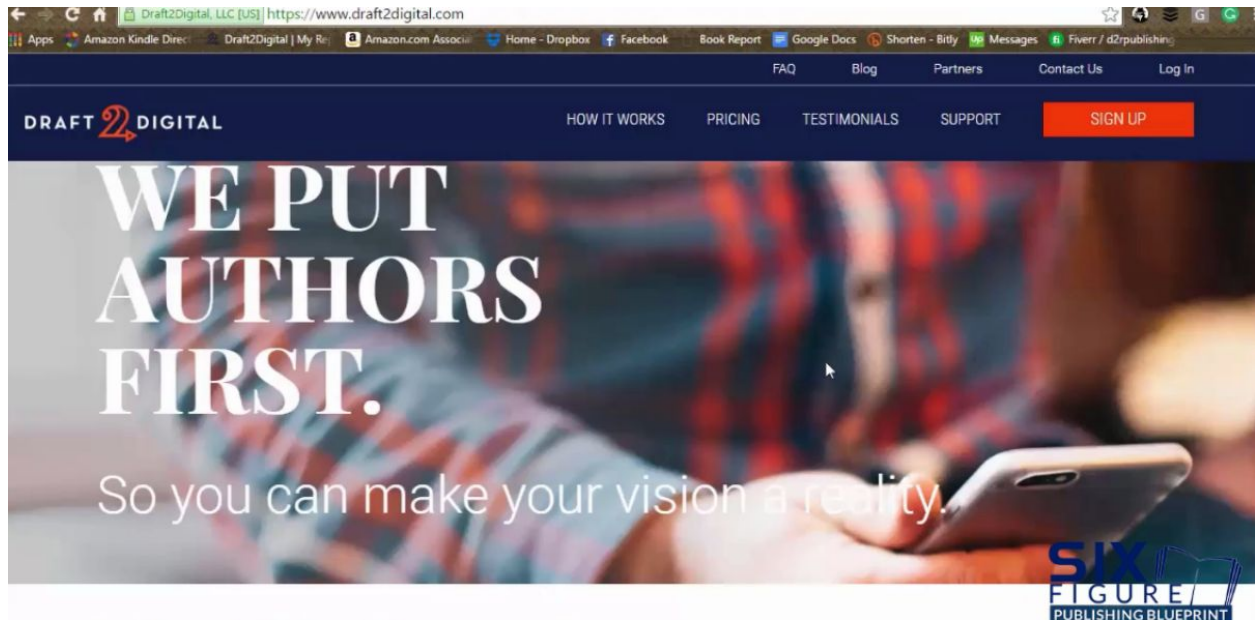 Draft2Digital, LLC [US] https://www.draft2digital.com
Apps Amazon Kindle Direct Draft2Digital | My Re Amazon.com Associa Home - Dropbox Facebook Book Report Google Docs Shorten - Bitly Messages Fiverr / d2rpublishing
FAQ Blog Partners Contact Us Log In
DRAFT 2 DIGITAL HOW IT WORKS PRICING TESTIMONIALS SUPPORT SIGN UP
WE PUT
AUTHORS
FIRST.
So you can make your vision a reality.
SIX
FIGURE
PUBLISHING BLUEPRINT